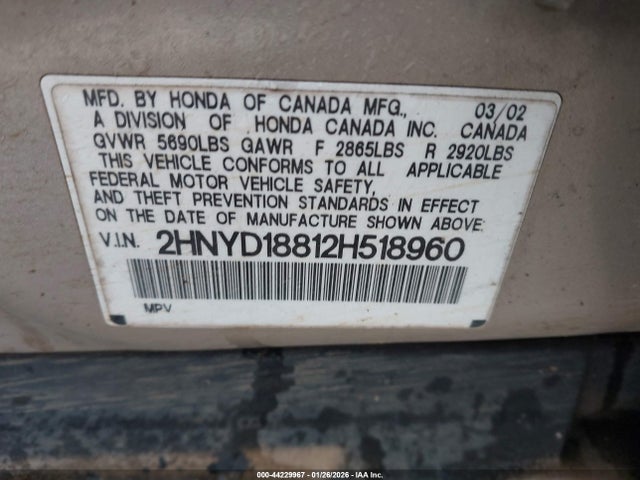 MFD. BY HONDA OF CANADA MFG., 03/02
A DIVISION OF HONDA CANADA INC. CANADA
GVWR 5690LBS GAWR F 2865LBS R 2920LBS
THIS VEHICLE CONFORMS TO ALL APPLICABLE
FEDERAL MOTOR VEHICLE SAFETY,
AND THEFT PREVENTION STANDARDS IN EFFECT
ON THE DATE OF MANUFACTURE SHOWN ABOVE.
V.I.N. 2HNYD18812H518960
MPV
000-44229967 - 01/26/2026 - IAA Inc.